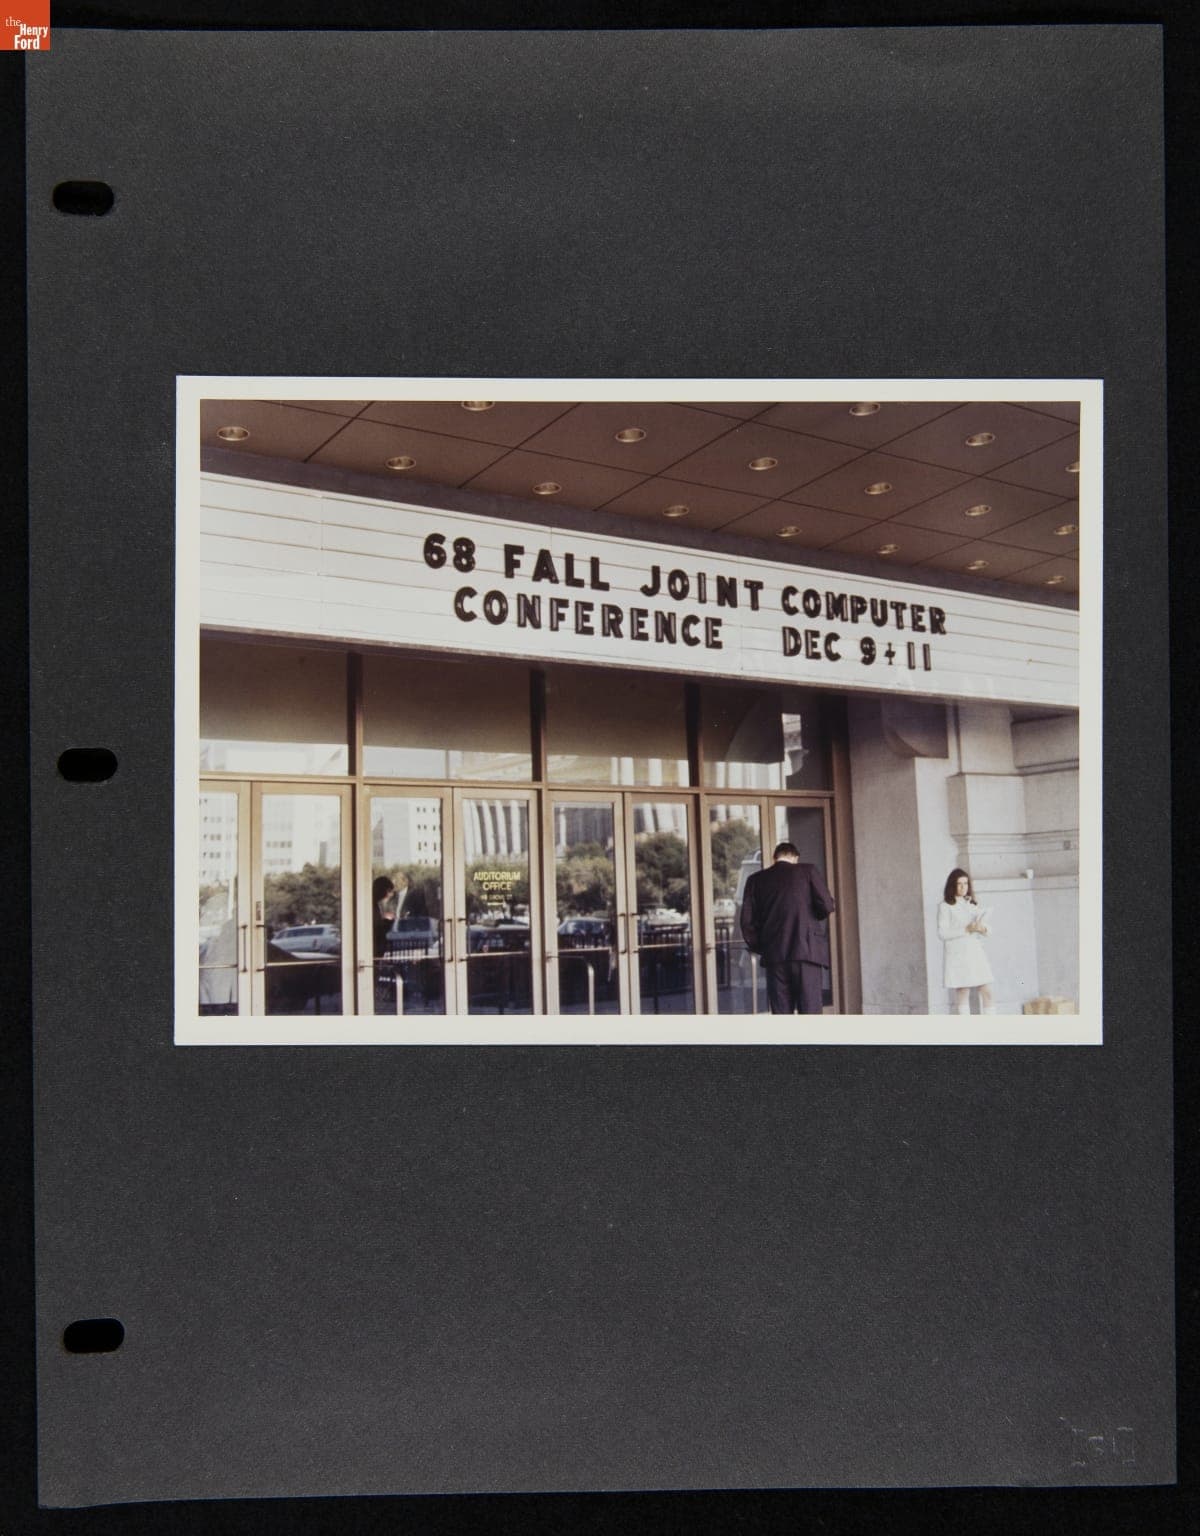 the
Henry
Ford
68 FALL JOINT COMPUTER
CONFERENCE DEC 9+11
AUDITORIUM
OFFICE